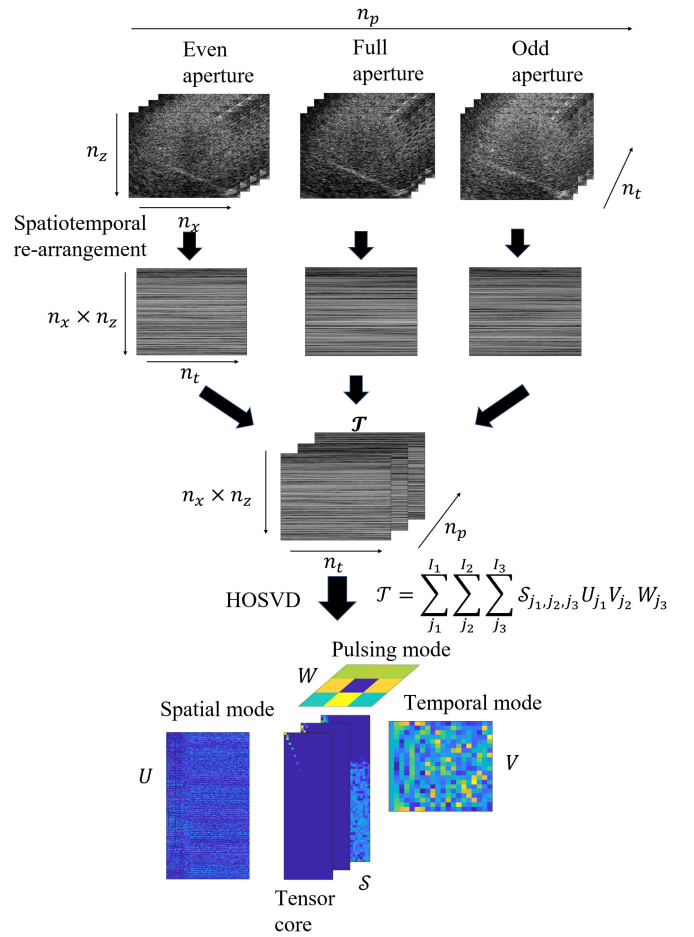 n_p
Even aperture
Full aperture
Odd aperture
n_z
n_x
n_t
Spatiotemporal
re-arrangement
n_x × n_z
n_t
𝓣
n_x × n_z
n_t
n_p
HOSVD
𝒯 = ∑_{j_1}^{I_1} ∑_{j_2}^{I_2} ∑_{j_3}^{I_3} 𝒮_{j_1,j_2,j_3} U_{j_1} V_{j_2} W_{j_3}
Pulsing mode
W
Spatial mode
Temporal mode
U
V
𝒮
Tensor
core